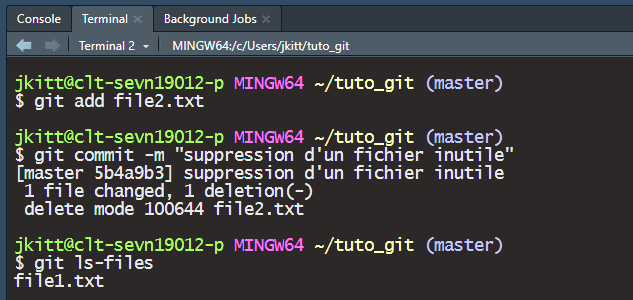 Console Terminal Background Jobs
Terminal 2 MINGW64:/c/Users/jkitt/tuto_git
jkitt@clt-sevn19012-p MINGW64 ~/tuto_git (master)
$ git add file2.txt
jkitt@clt-sevn19012-p MINGW64 ~/tuto_git (master)
$ git commit -m "suppression d'un fichier inutile"
[master 5b4a9b3] suppression d'un fichier inutile
1 file changed, 1 deletion(-)
delete mode 100644 file2.txt
jkitt@clt-sevn19012-p MINGW64 ~/tuto_git (master)
$ git ls-files
file1.txt